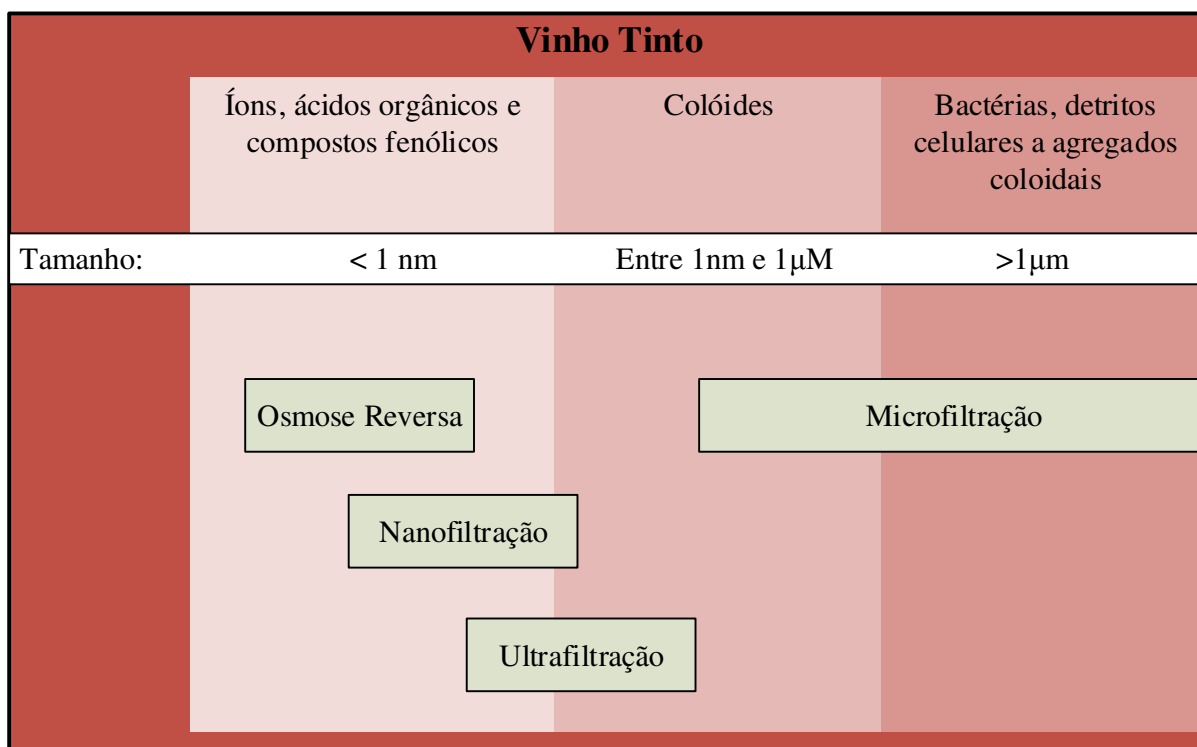 Vinho Tinto
Íons, ácidos orgânicos e
compostos fenólicos
Colóides
Bactérias, detritos
celulares a agregados
coloidais
Tamanho: < 1 nm Entre 1nm e 1µM >1µm
Osmose Reversa
Microfiltração
Nanofiltração
Ultrafiltração